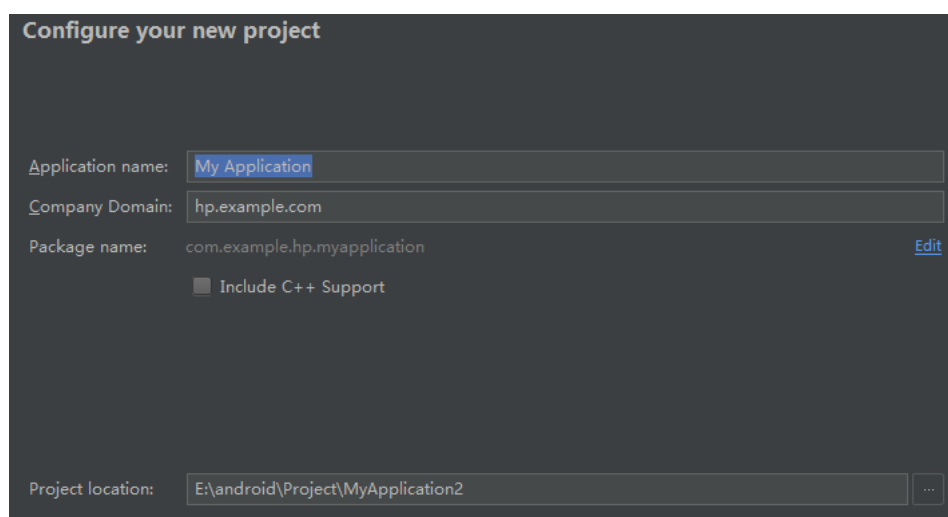 Configure your new project
Application name: My Application
Company Domain: hp.example.com
Package name: com.example.hp.myapplication Edit
Include C++ Support
Project location: E:\android\Project\MyApplication2 ...